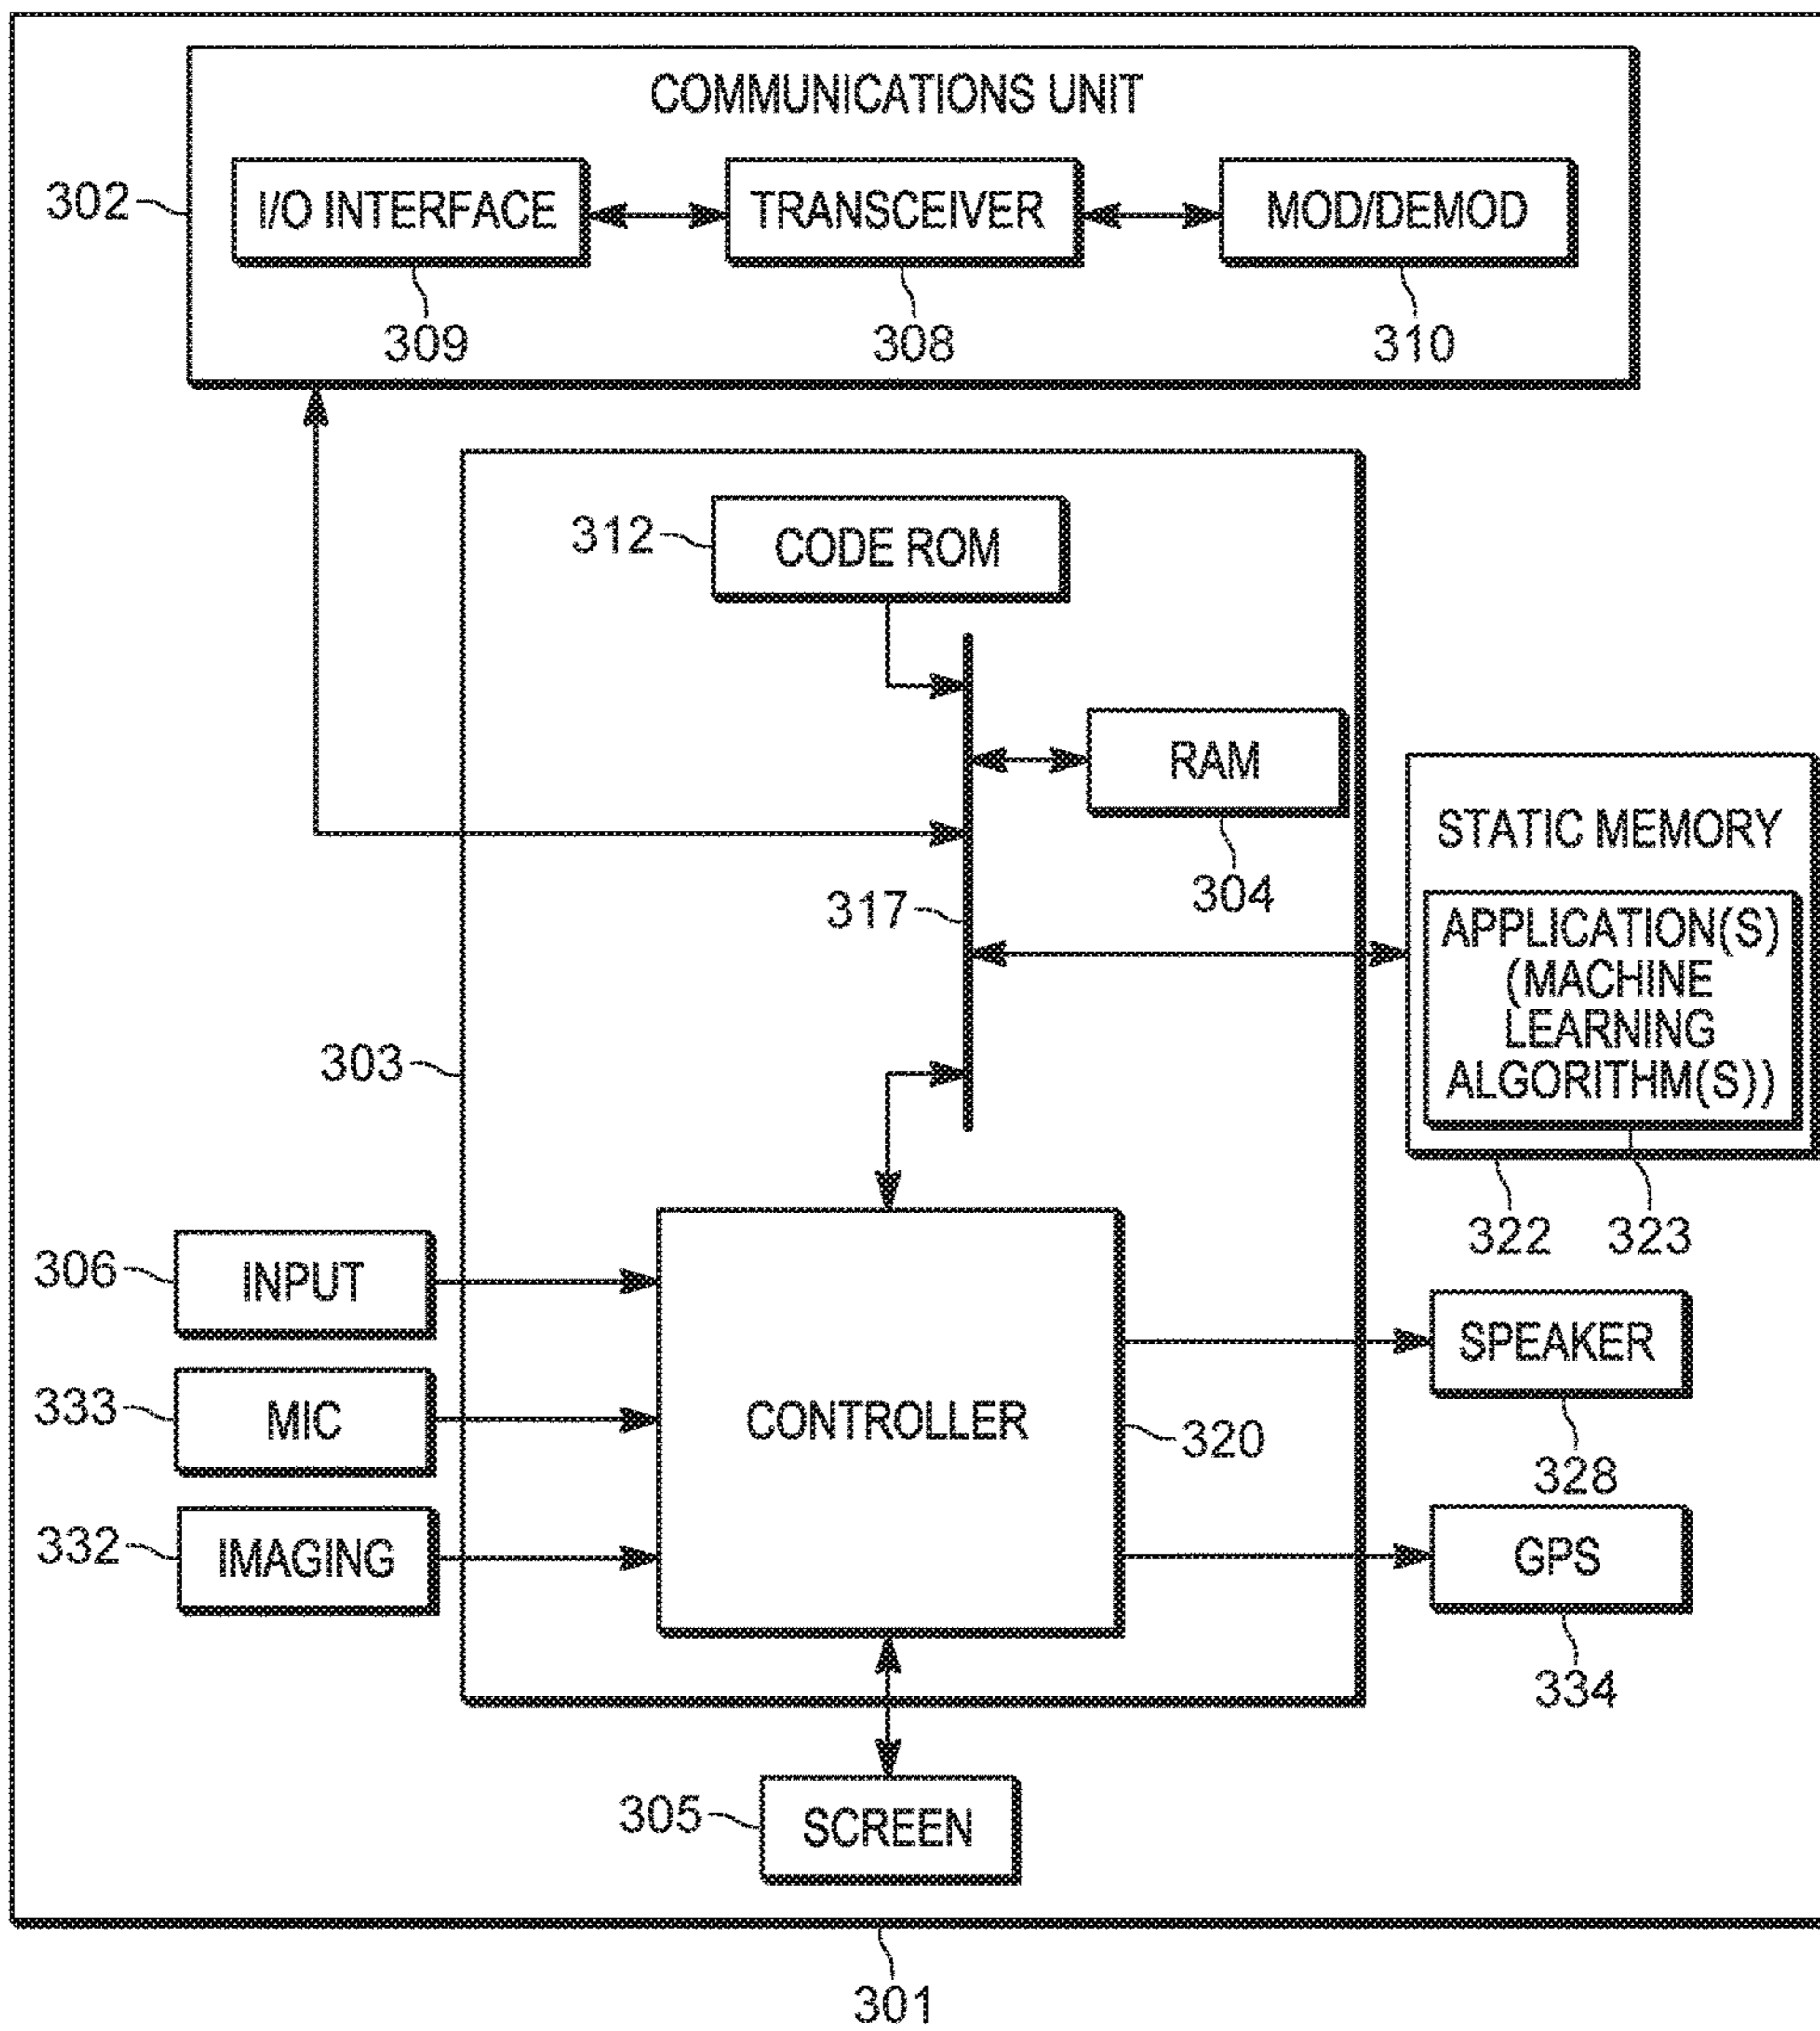 COMMUNICATIONS UNIT
302
I/O INTERFACE
TRANSCEIVER
MOD/DEMOD
309
308
310
312
CODE ROM
RAM
304
317
STATIC MEMORY
APPLICATION(S)
(MACHINE
LEARNING
ALGORITHM(S))
303
322
323
306
INPUT
333
MIC
332
IMAGING
CONTROLLER
320
SPEAKER
328
GPS
334
305
SCREEN
301